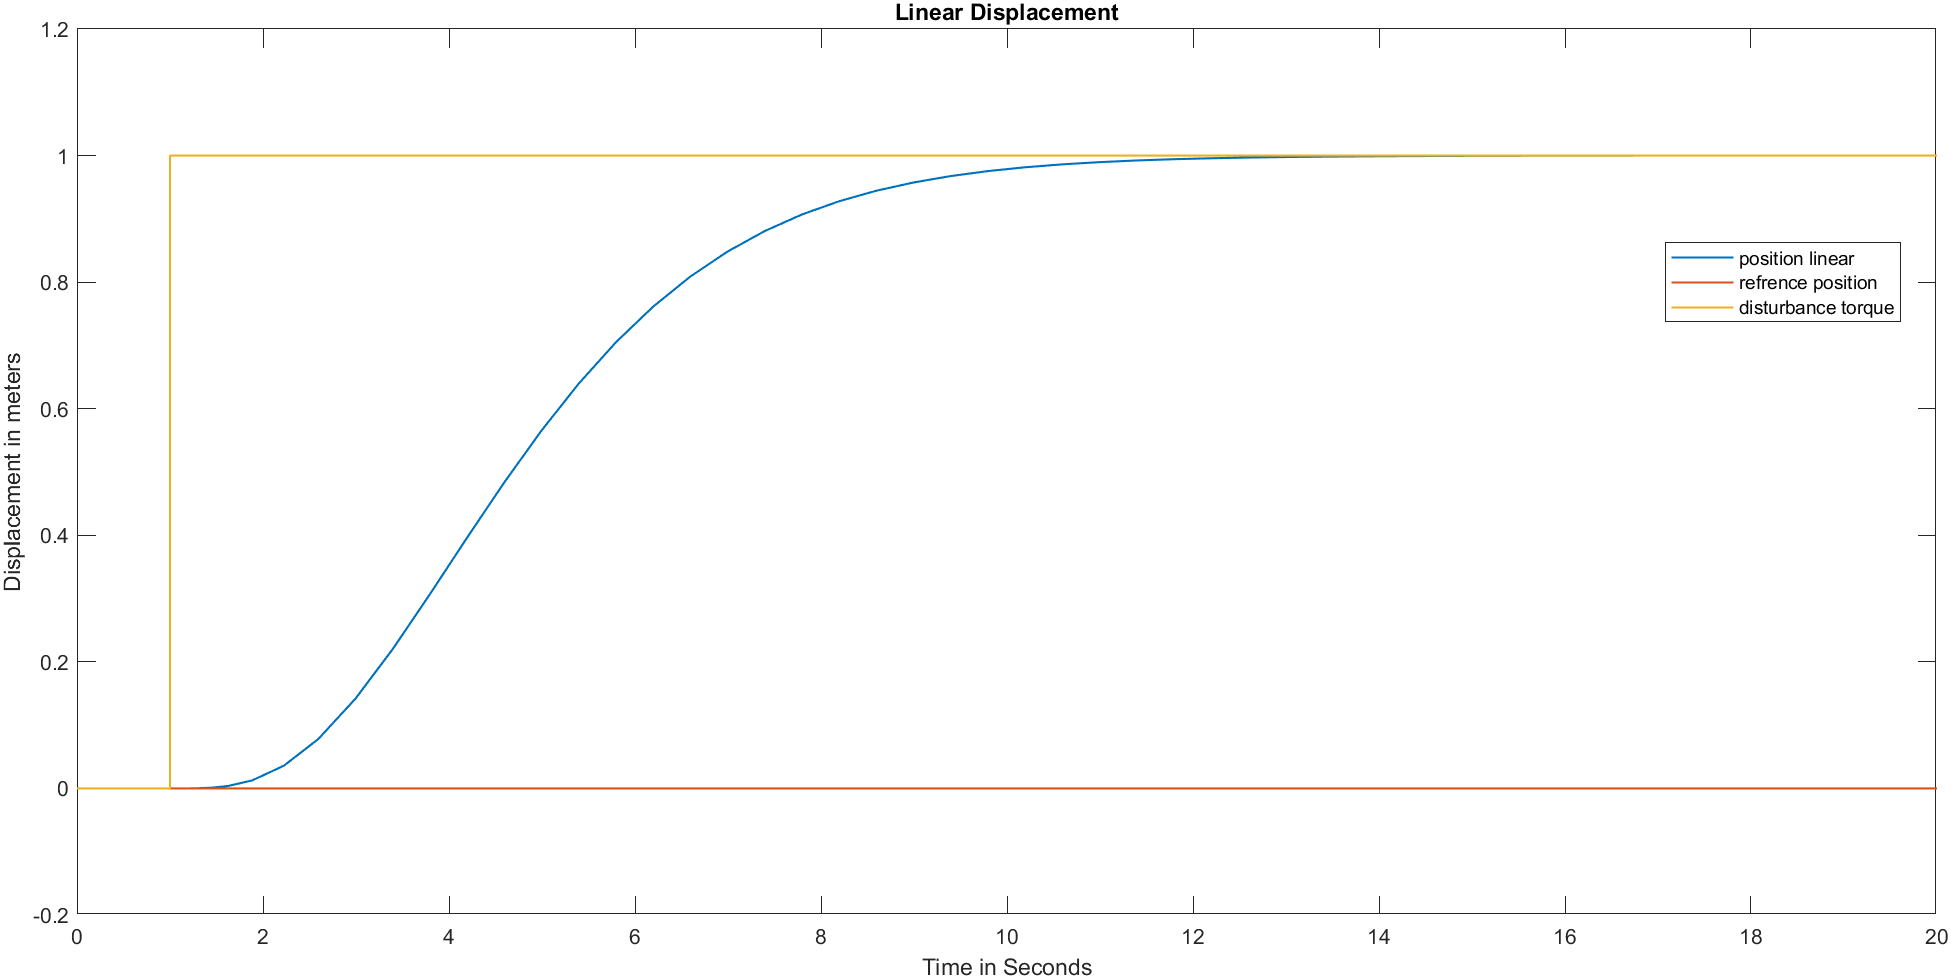 Linear Displacement
1.2
1
0.8
0.6
0.4
0.2
0
-0.2
Displacement in meters
position linear
refrence position
disturbance torque
0 2 4 6 8 10 12 14 16 18 20
Time in Seconds